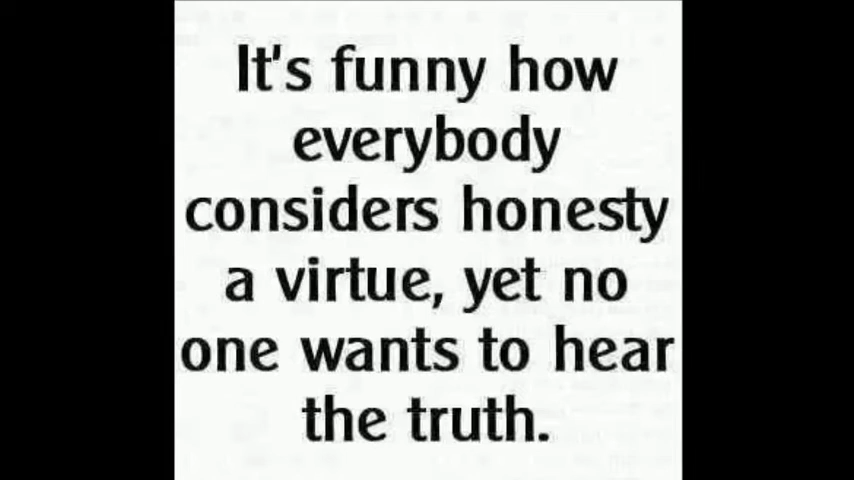 It's funny how
everybody
considers honesty
a virtue, yet no
one wants to hear
the truth.